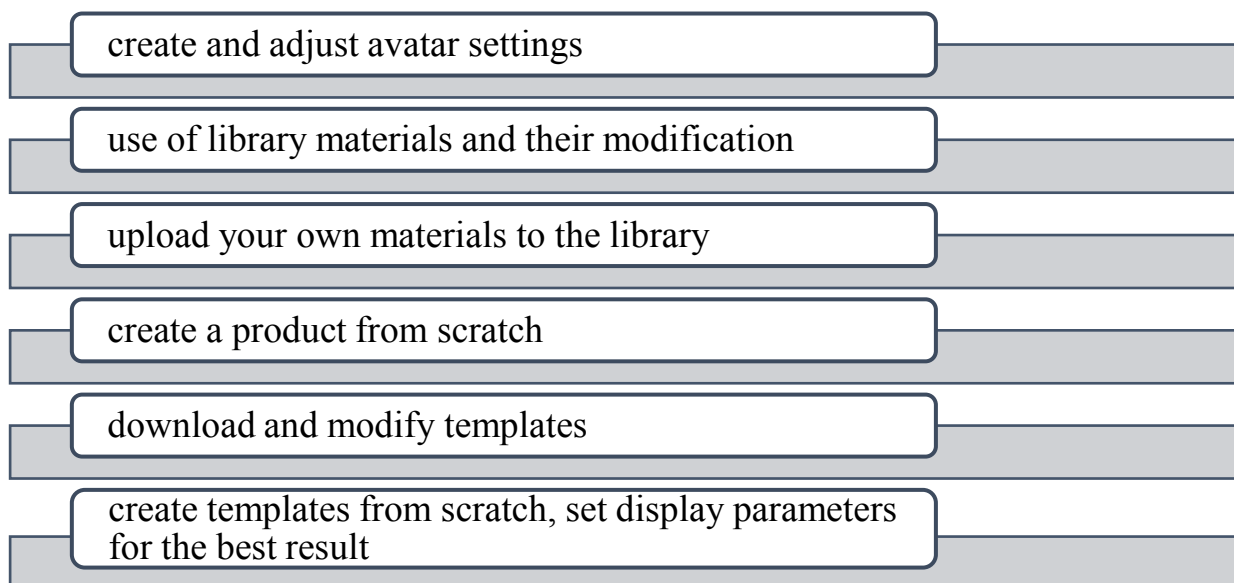 create and adjust avatar settings
use of library materials and their modification
upload your own materials to the library
create a product from scratch
download and modify templates
create templates from scratch, set display parameters
for the best result